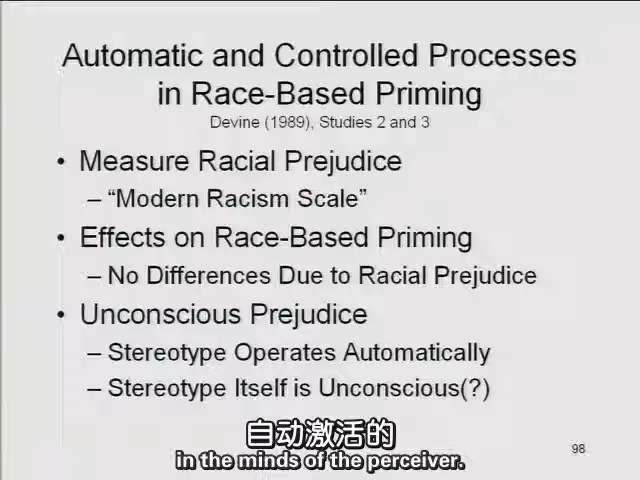 Automatic and Controlled Processes
in Race-Based Priming
Devine (1989), Studies 2 and 3
• Measure Racial Prejudice
– “Modern Racism Scale”
• Effects on Race-Based Priming
– No Differences Due to Racial Prejudice
• Unconscious Prejudice
– Stereotype Operates Automatically
– Stereotype Itself is Unconscious(?)
自动激活的
in the minds of the perceiver.
98